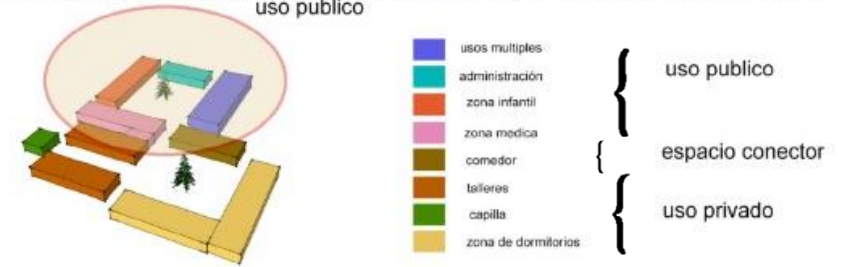 uso publico
usos multiples
administración
zona infantil
zona medica
comedor
talleres
capilla
zona de dormitorios
uso publico
espacio conector
uso privado